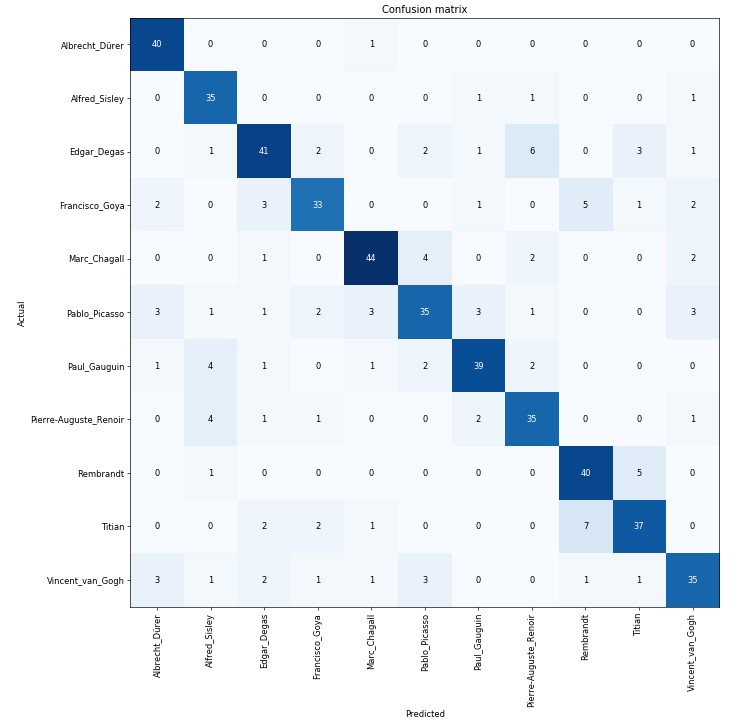 Confusion matrix
Albrecht_Dürer 40 0 0 0 1 0 0 0 0 0 0
Alfred_Sisley 0 35 0 0 0 0 1 1 0 0 1
Edgar_Degas 0 1 41 2 0 2 1 6 0 3 1
Francisco_Goya 2 0 3 33 0 0 1 0 5 1 2
Marc_Chagall 0 0 1 0 44 4 0 2 0 0 2
Actual
Pablo_Picasso 3 1 1 2 3 35 3 1 0 0 3
Paul_Gauguin 1 4 1 0 1 2 39 2 0 0 0
Pierre-Auguste_Renoir 0 4 1 1 0 0 2 35 0 0 1
Rembrandt 0 1 0 0 0 0 0 0 40 5 0
Titian 0 0 2 2 1 0 0 0 7 37 0
Vincent_van_Gogh 3 1 2 1 1 3 0 0 1 1 35
Albrecht_Dürer
Alfred_Sisley
Edgar_Degas
Francisco_Goya
Marc_Chagall
Pablo_Picasso
Paul_Gauguin
Pierre-Auguste_Renoir
Rembrandt
Titian
Vincent_van_Gogh
Predicted